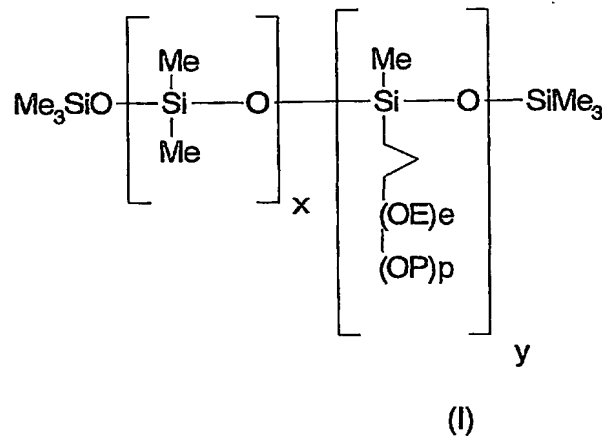 Me Me
Me₃SiO Si O Si O SiMe₃
Me
x
(OE)e
(OP)p
y
(I)